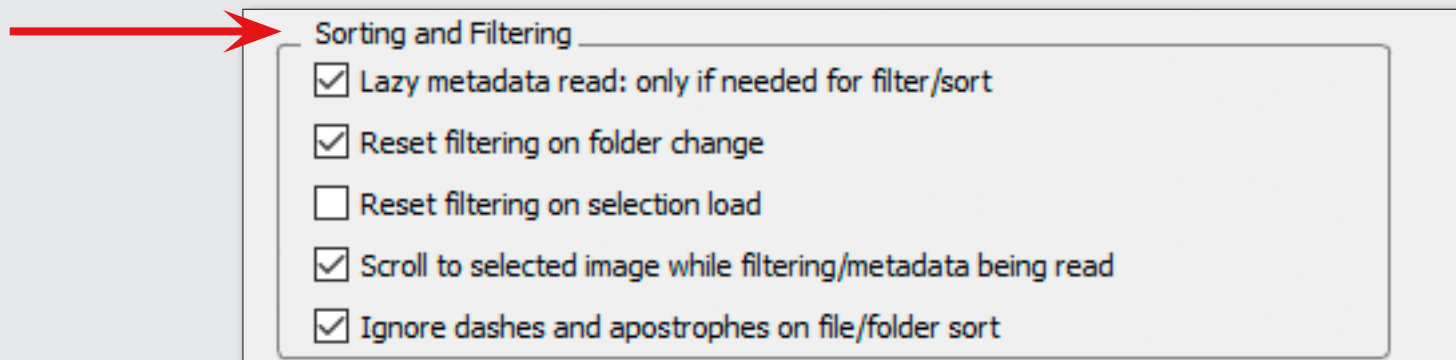 Sorting and Filtering
Lazy metadata read: only if needed for filter/sort
Reset filtering on folder change
Reset filtering on selection load
Scroll to selected image while filtering/metadata being read
Ignore dashes and apostrophes on file/folder sort